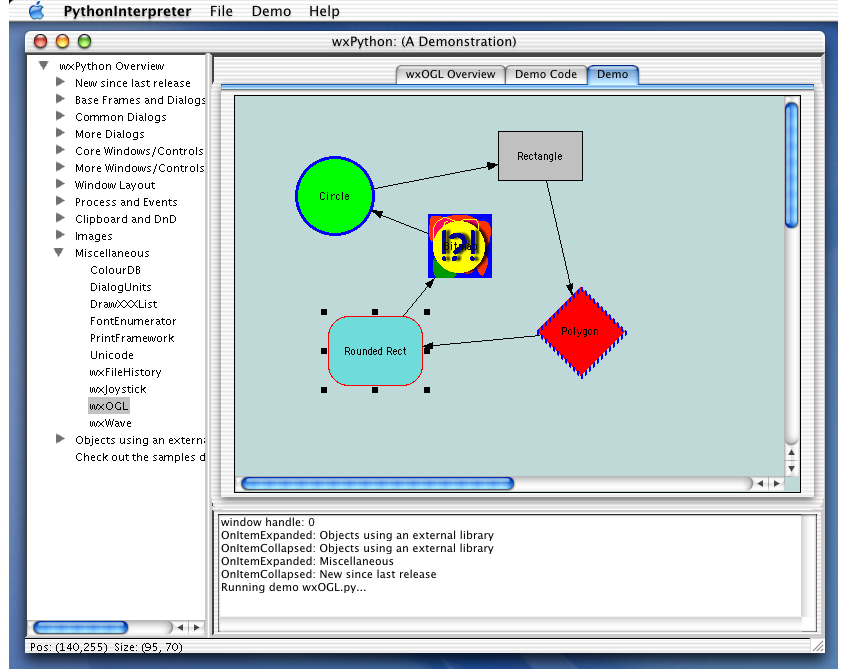 PythonInterpreter File Demo Help
wxPython: (A Demonstration)
wxPython Overview
New since last release
Base Frames and Dialogs
Common Dialogs
More Dialogs
Core Windows/Controls
More Windows/Controls
Window Layout
Process and Events
Clipboard and DnD
Images
Miscellaneous
ColourDB
DialogUnits
DrawXXXList
FontEnumerator
PrintFramework
Unicode
wxFileHistory
wxJoystick
wxOGL
wxWave
Objects using an extern
Check out the samples d
wxOGL Overview Demo Code Demo
Rectangle
Circle
!?!
Bitmap
Polygon
Rounded Rect
window handle: 0
OnItemExpanded: Objects using an external library
OnItemCollapsed: Objects using an external library
OnItemExpanded: Miscellaneous
OnItemCollapsed: New since last release
Running demo wxOGL.py...
Pos: (140,255) Size: (95, 70)